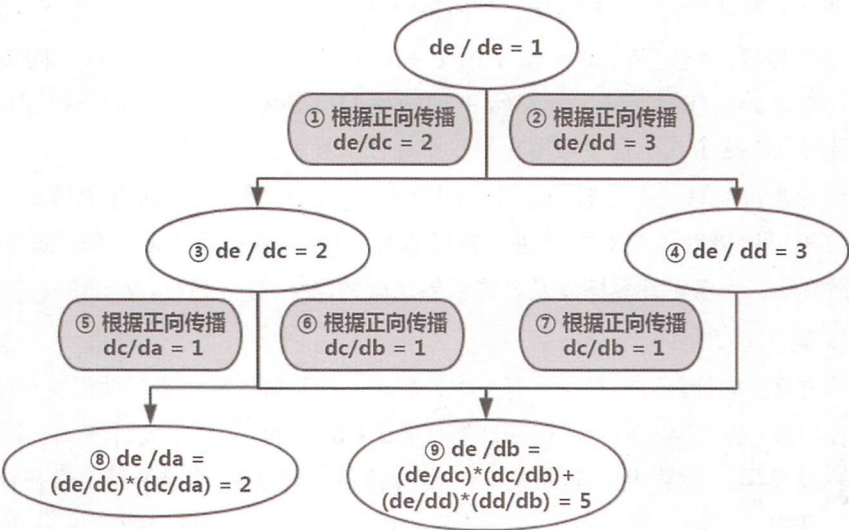 de / de = 1
① 根据正向传播
de/dc = 2
② 根据正向传播
de/dd = 3
③ de / dc = 2
④ de / dd = 3
⑤ 根据正向传播
dc/da = 1
⑥ 根据正向传播
dc/db = 1
⑦ 根据正向传播
dc/db = 1
⑧ de /da =
(de/dc)*(dc/da) = 2
⑨ de /db =
(de/dc)*(dc/db)+
(de/dd)*(dd/db) = 5